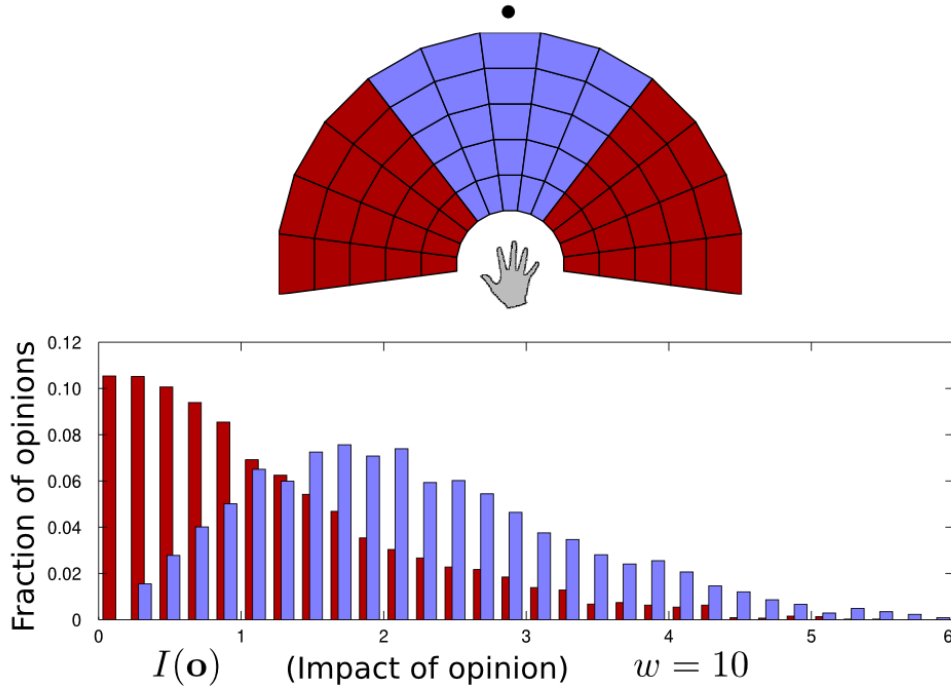 0.12
0.10
0.08
0.06
0.04
0.02
0
Fraction of opinions
0 1 2 3 4 5 6
I(o) (Impact of opinion) w = 10